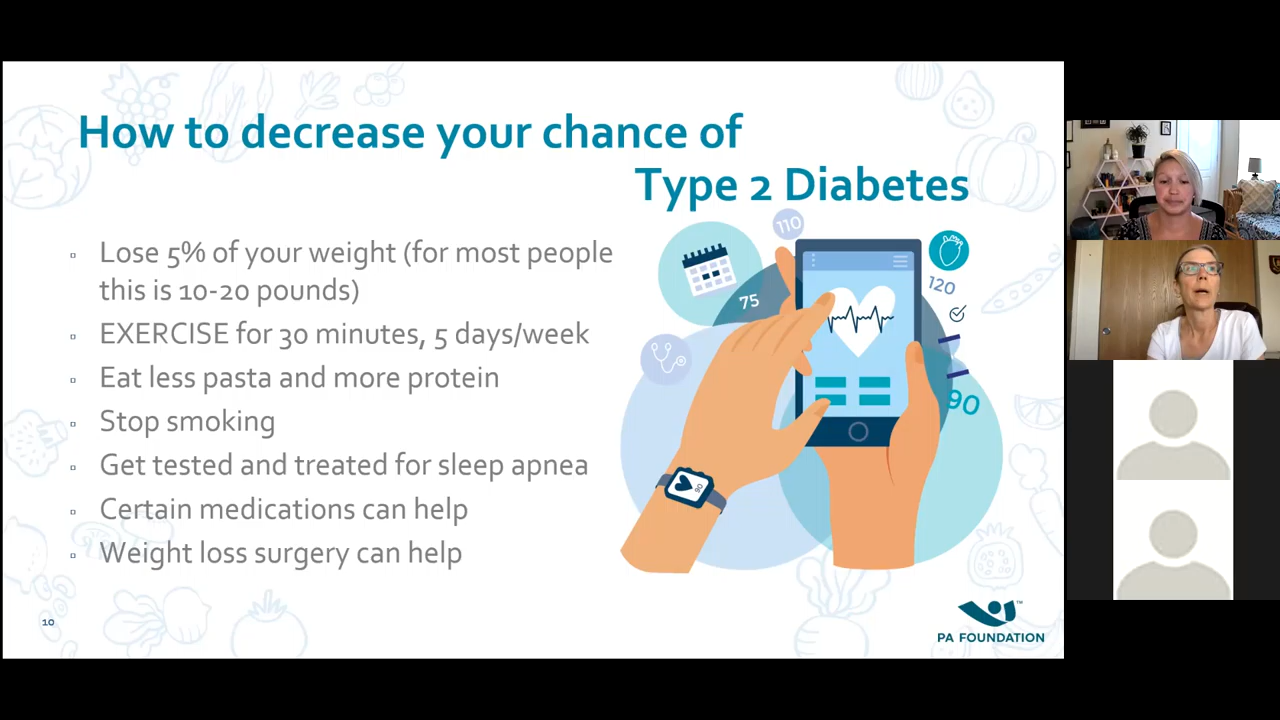 How to decrease your chance of
Type 2 Diabetes
Lose 5% of your weight (for most people
this is 10-20 pounds)
EXERCISE for 30 minutes, 5 days/week
Eat less pasta and more protein
Stop smoking
Get tested and treated for sleep apnea
Certain medications can help
Weight loss surgery can help
110
75
120
90
90
10
PA FOUNDATION
TM